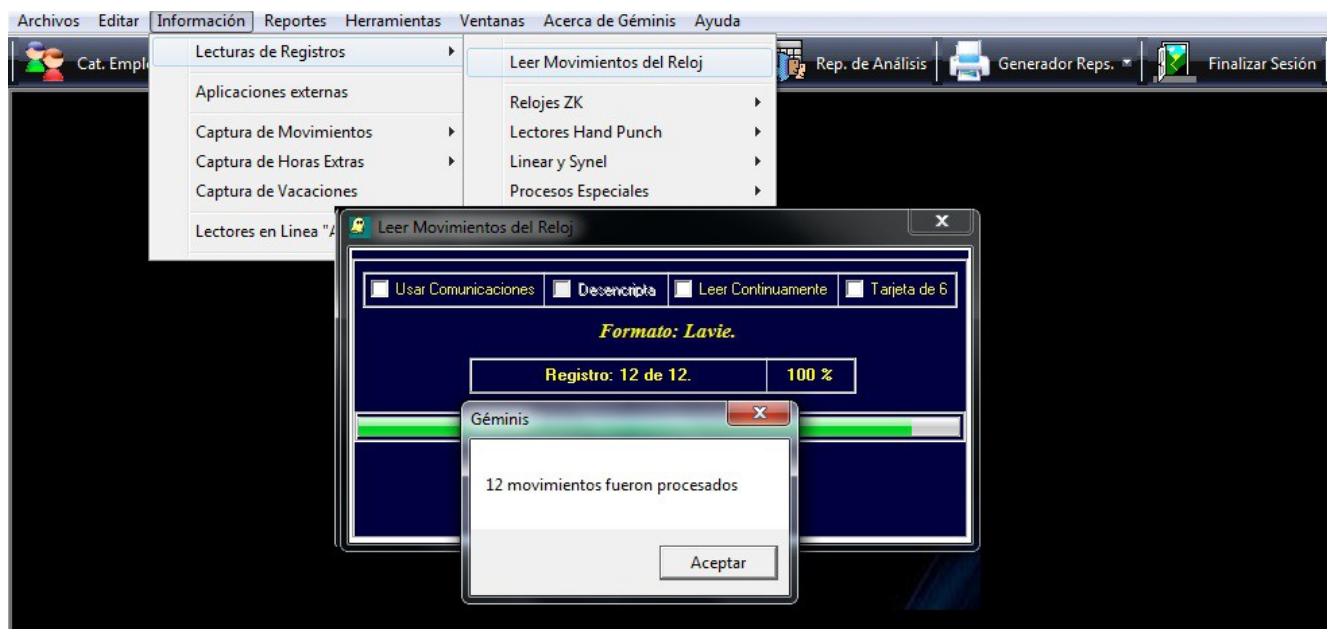 Archivos Editar Información Reportes Herramientas Ventanas Acerca de Géminis Ayuda
Cat. Emple Rep. de Análisis Generador Reps. Finalizar Sesión
Lecturas de Registros
Aplicaciones externas
Captura de Movimientos
Captura de Horas Extras
Captura de Vacaciones
Lectores en Linea "A
Leer Movimientos del Reloj
Relojes ZK
Lectores Hand Punch
Linear y Synel
Procesos Especiales
Leer Movimientos del Reloj
Usar Comunicaciones Desencripta Leer Continuamente Tarjeta de 6
Formato: Lavie.
Registro: 12 de 12. 100 %
Géminis
12 movimientos fueron procesados
Aceptar